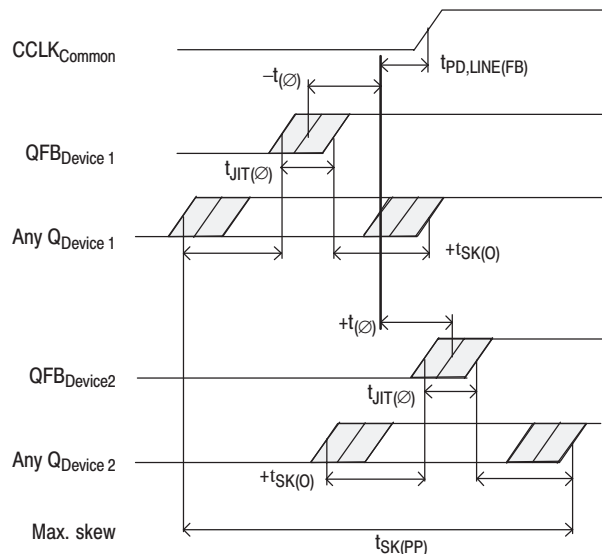 CCLKCommon
tPD,LINE(FB)
–t(∅)
QFBDevice 1
tJIT(∅)
Any QDevice 1
+tSK(O)
+t(∅)
QFBDevice2
tJIT(∅)
Any QDevice 2
+tSK(O)
Max. skew
tSK(PP)